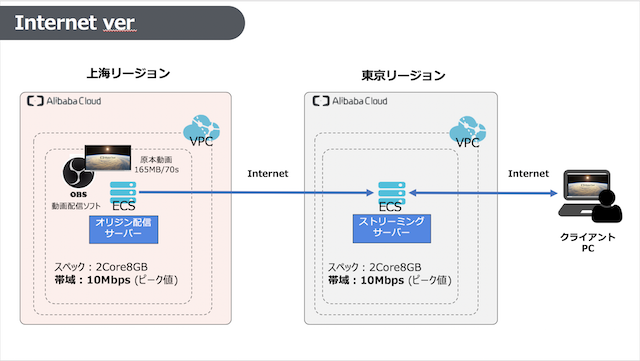 Internet ver
上海リージョン
東京リージョン
Alibaba Cloud
Alibaba Cloud
VPC
VPC
原本動画
165MB/70s
OBS
動画配信ソフト
ECS
オリジン配信
サーバー
スペック：2Core8GB
帯域：10Mbps (ピーク値)
Internet
ECS
ストリーミング
サーバー
スペック：2Core8GB
帯域：10Mbps (ピーク値)
Internet
クライアント
PC